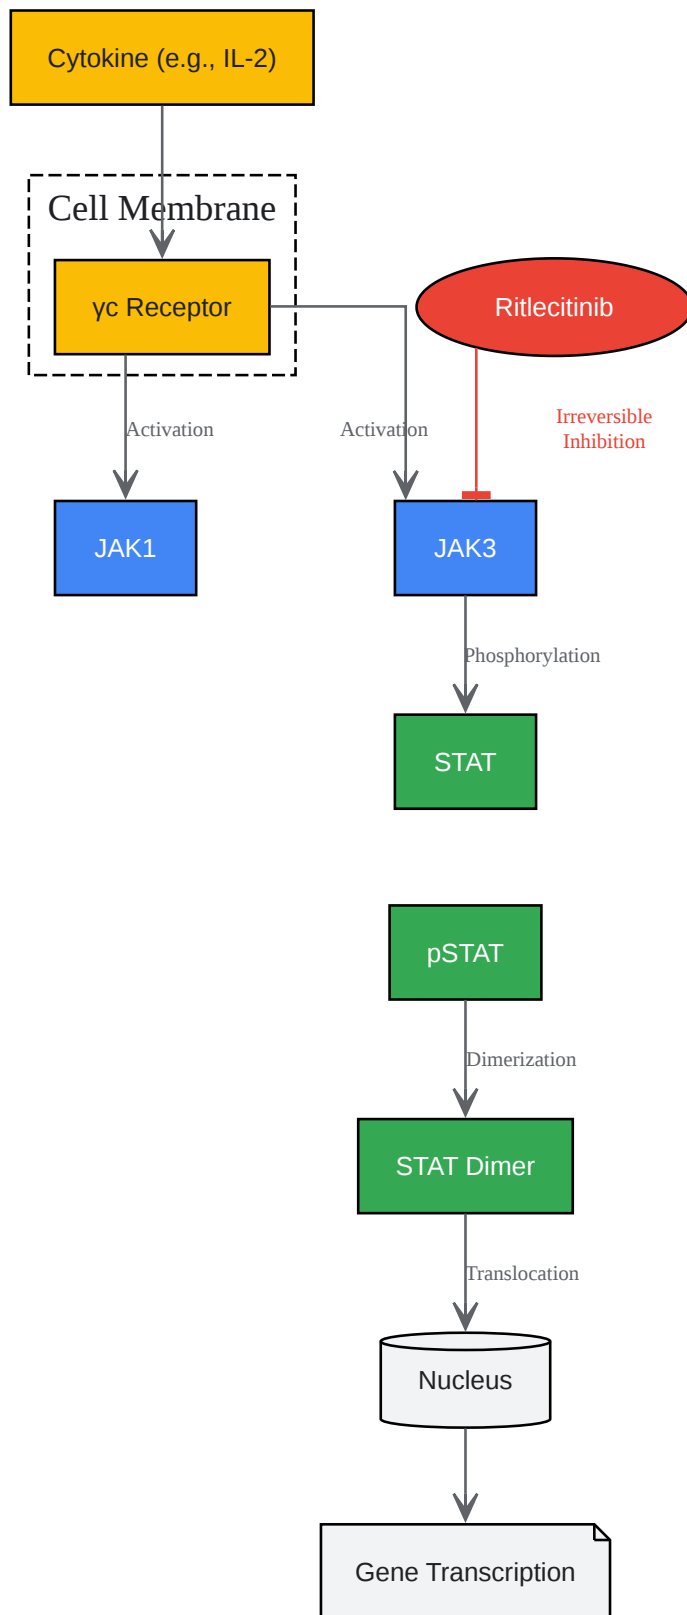 Cytokine (e.g., IL-2)
Cell Membrane
γc Receptor
Ritlecitinib
Activation
Activation
Irreversible
Inhibition
JAK1
JAK3
Phosphorylation
STAT
pSTAT
Dimerization
STAT Dimer
Translocation
Nucleus
Gene Transcription